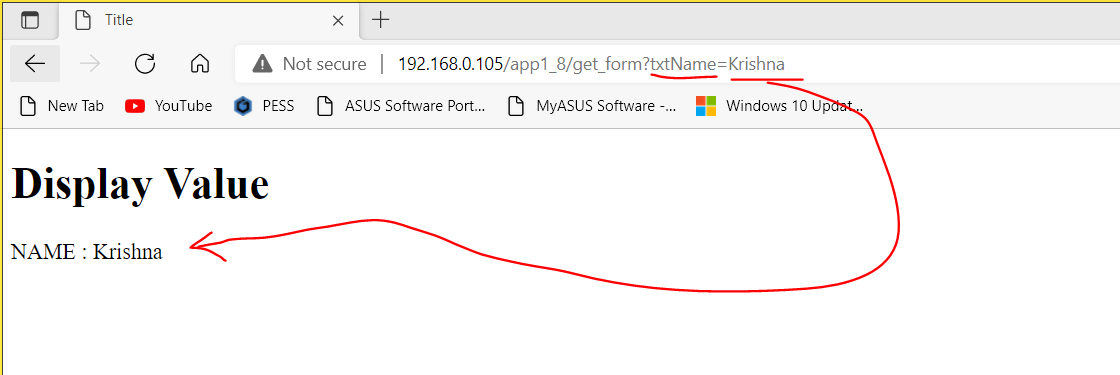 Title
Not secure | 192.168.0.105/app1_8/get_form?txtName=Krishna
New Tab YouTube PESS ASUS Software Port... MyASUS Software -... Windows 10 Updat...
Display Value
NAME : Krishna